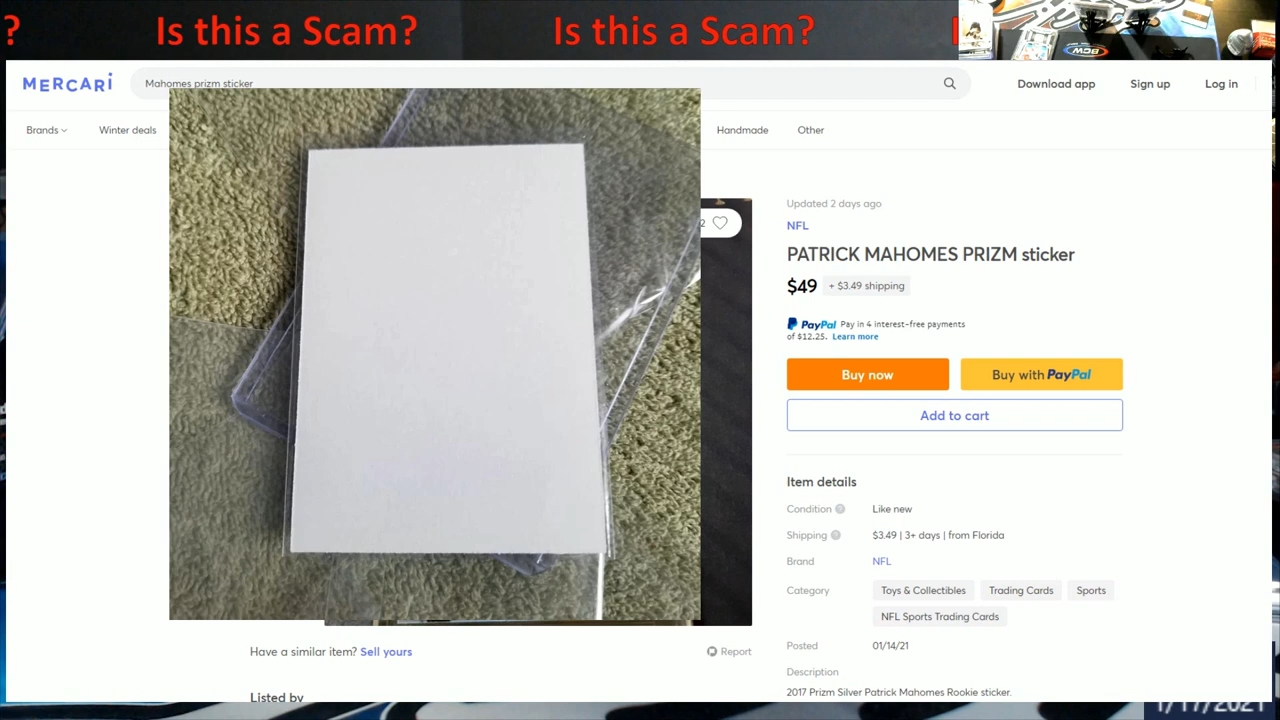 ?
Is this a Scam?
Is this a Scam?
MERCARI
Mahomes prizm sticker
Download app
Sign up
Log in
Brands
Winter deals
Handmade
Other
2
Updated 2 days ago
NFL
PATRICK MAHOMES PRIZM sticker
$49
+ $3.49 shipping
PayPal Pay in 4 interest-free payments
of $12.25. Learn more
Buy now
Buy with PayPal
Add to cart
Item details
Condition ? Like new
Shipping ? $3.49 | 3+ days | from Florida
Brand NFL
Category Toys & Collectibles Trading Cards Sports
NFL Sports Trading Cards
Posted 01/14/21
Description
2017 Prizm Silver Patrick Mahomes Rookie sticker.
Have a similar item? Sell yours
Report
Listed by
1/17/2021